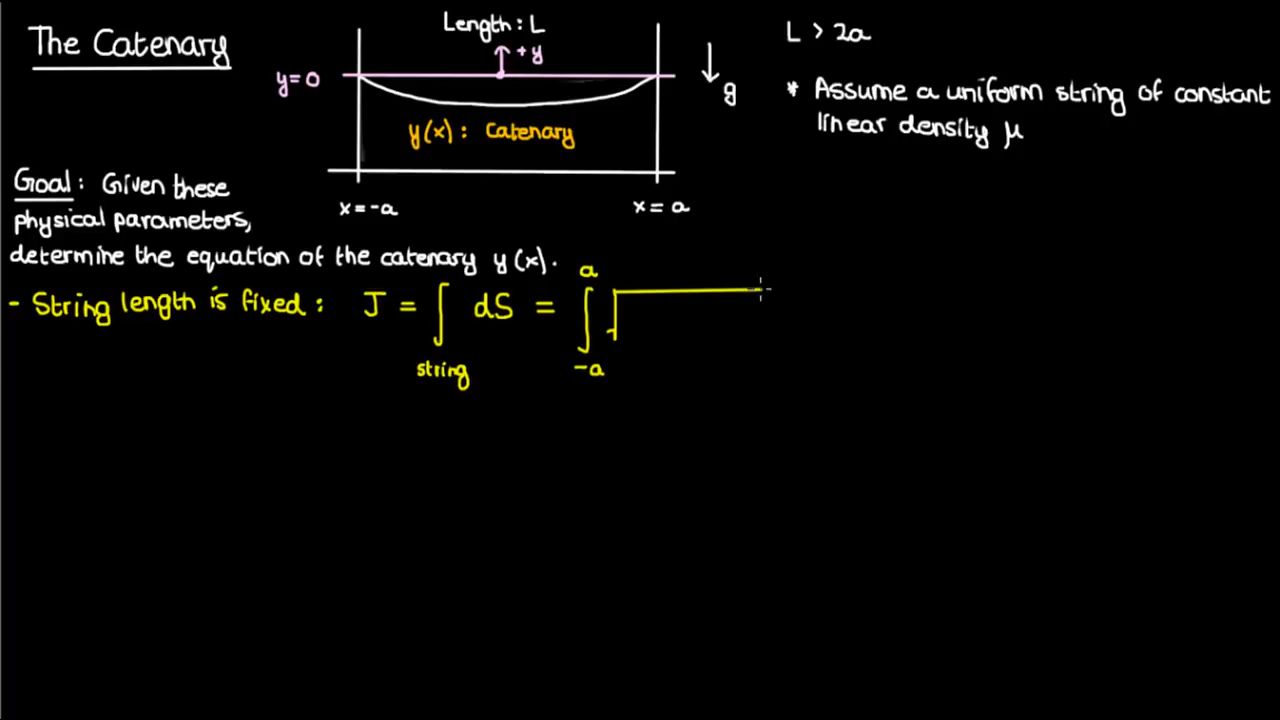 The Catenary
Length: L
+y
y=0
y(x): Catenary
x=-a
x=a
g
L > 2a
* Assume a uniform string of constant
linear density μ
Goal: Given these
physical parameters,
determine the equation of the catenary y(x).
- String length is fixed: J = ∫ dS = ∫ √
string
a
-a